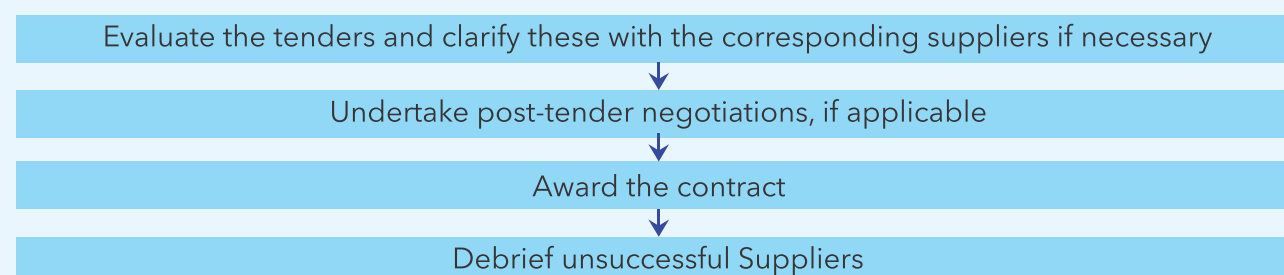 Evaluate the tenders and clarify these with the corresponding suppliers if necessary
Undertake post-tender negotiations, if applicable
Award the contract
Debrief unsuccessful Suppliers